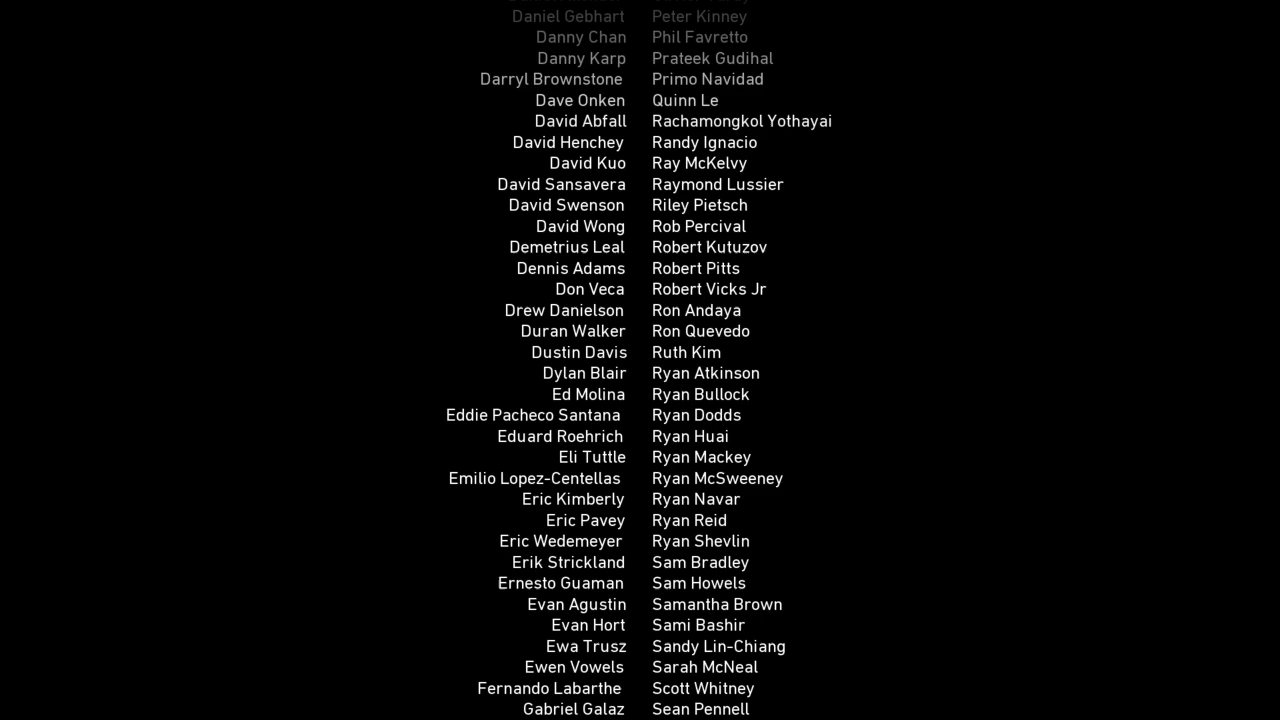 Daniel Gebhart Peter Kinney
Danny Chan Phil Favretto
Danny Karp Prateek Gudihal
Darryl Brownstone Primo Navidad
Dave Onken Quinn Le
David Abfall Rachamongkol Yothayai
David Henchey Randy Ignacio
David Kuo Ray McKelvy
David Sansavera Raymond Lussier
David Swenson Riley Pietsch
David Wong Rob Percival
Demetrius Leal Robert Kutuzov
Dennis Adams Robert Pitts
Don Veca Robert Vicks Jr
Drew Danielson Ron Andaya
Duran Walker Ron Quevedo
Dustin Davis Ruth Kim
Dylan Blair Ryan Atkinson
Ed Molina Ryan Bullock
Eddie Pacheco Santana Ryan Dodds
Eduard Roehrich Ryan Huai
Eli Tuttle Ryan Mackey
Emilio Lopez-Centellas Ryan McSweeney
Eric Kimberly Ryan Navar
Eric Pavey Ryan Reid
Eric Wedemeyer Ryan Shevlin
Erik Strickland Sam Bradley
Ernesto Guaman Sam Howels
Evan Agustin Samantha Brown
Evan Hort Sami Bashir
Ewa Trusz Sandy Lin-Chiang
Ewen Vowels Sarah McNeal
Fernando Labarthe Scott Whitney
Gabriel Galaz Sean Pennell